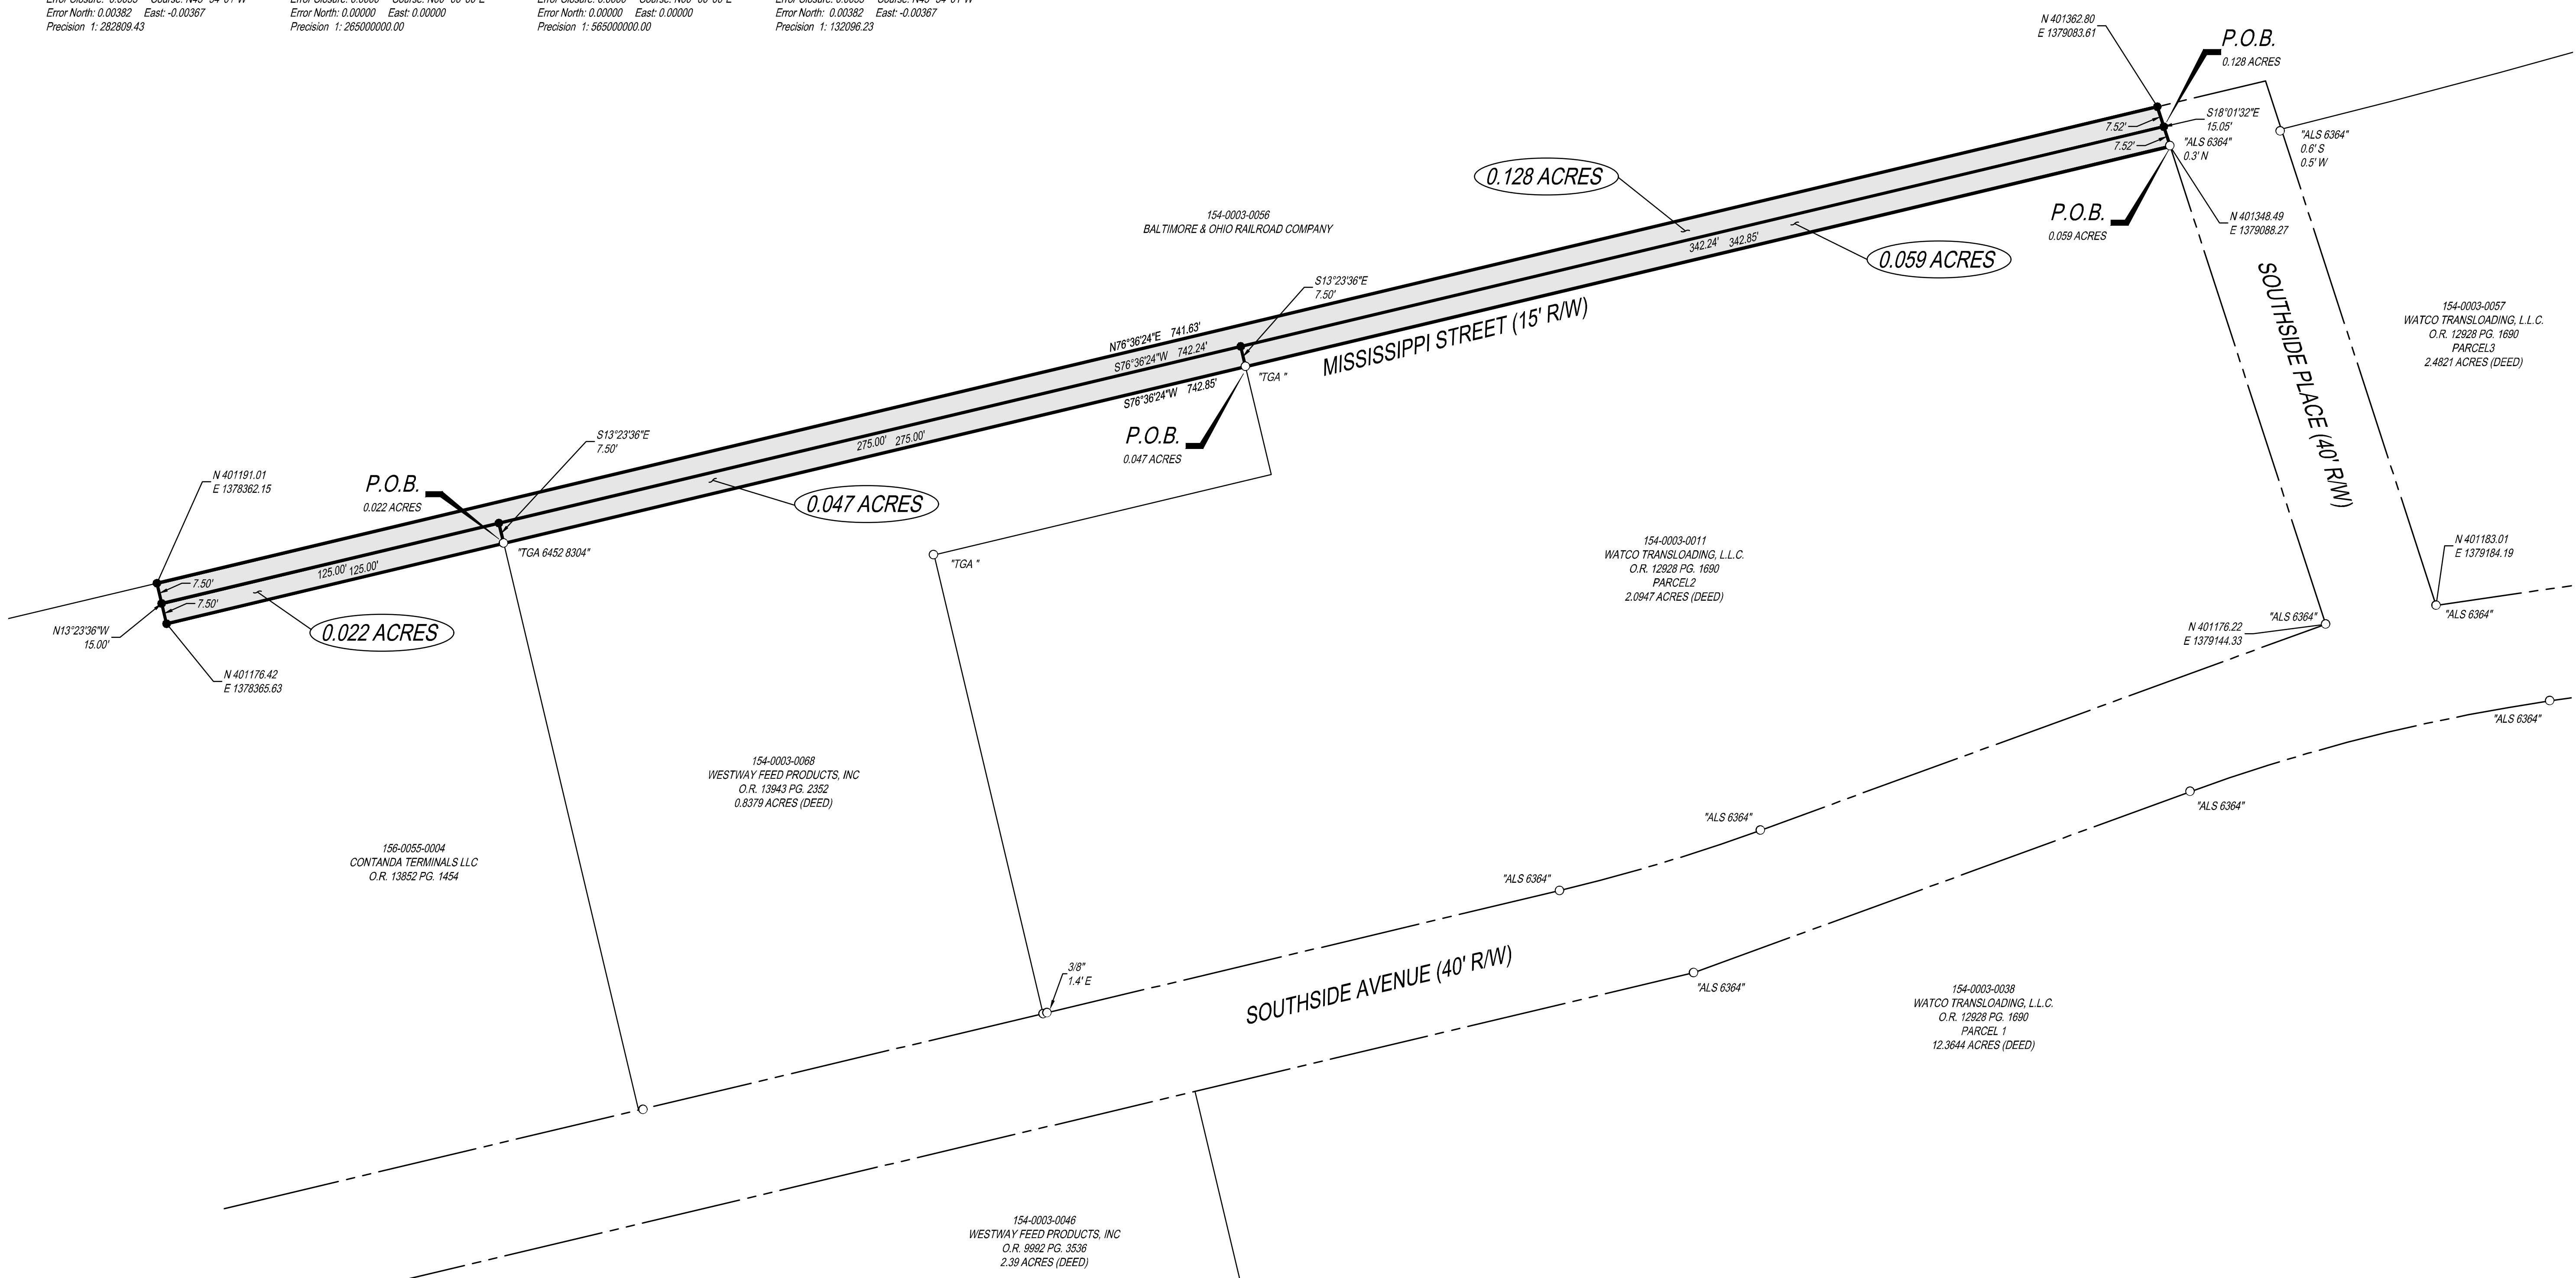 Error North: 0.00382 East: -0.00367
Precision 1: 282809.43
Error North: 0.00000 East: 0.00000
Precision 1: 265000000.00
Error North: 0.00000 East: 0.00000
Precision 1: 565000000.00
Error North: 0.00382 East: -0.00367
Precision 1: 132096.23
N 401362.80
E 1379083.61
P.O.B.
0.128 ACRES
S18°01'32"E
15.05'
7.52'
7.52'
"ALS 6364"
0.3' N
"ALS 6364"
0.6' S
0.5' W
0.128 ACRES
154-0003-0056
BALTIMORE & OHIO RAILROAD COMPANY
P.O.B.
0.059 ACRES
N 401348.49
E 1379088.27
342.24' 342.85'
0.059 ACRES
S13°23'36"E
7.50'
SOUTHSIDE PLACE (40' R/W)
154-0003-0057
WATCO TRANSLOADING, L.L.C.
O.R. 12928 PG. 1690
PARCEL3
2.4821 ACRES (DEED)
N76°36'24"E 741.63'
S76°36'24"W 742.24'
S76°36'24"W 742.85'
MISSISSIPPI STREET (15' R/W)
"TGA "
P.O.B.
0.047 ACRES
S13°23'36"E
7.50'
275.00' 275.00'
N 401191.01
E 1378362.15
P.O.B.
0.022 ACRES
0.047 ACRES
"TGA 6452 8304"
"TGA "
125.00' 125.00'
7.50'
7.50'
N13°23'36"W
15.00'
0.022 ACRES
N 401176.42
E 1378365.63
154-0003-0011
WATCO TRANSLOADING, L.L.C.
O.R. 12928 PG. 1690
PARCEL2
2.0947 ACRES (DEED)
N 401183.01
E 1379184.19
"ALS 6364"
"ALS 6364"
N 401176.22
E 1379144.33
"ALS 6364"
154-0003-0068
WESTWAY FEED PRODUCTS, INC
O.R. 13943 PG. 2352
0.8379 ACRES (DEED)
"ALS 6364"
"ALS 6364"
156-0055-0004
CONTANDA TERMINALS LLC
O.R. 13852 PG. 1454
"ALS 6364"
3/8"
1.4' E
SOUTHSIDE AVENUE (40' R/W)
"ALS 6364"
154-0003-0038
WATCO TRANSLOADING, L.L.C.
O.R. 12928 PG. 1690
PARCEL 1
12.3644 ACRES (DEED)
154-0003-0046
WESTWAY FEED PRODUCTS, INC
O.R. 9992 PG. 3536
2.39 ACRES (DEED)